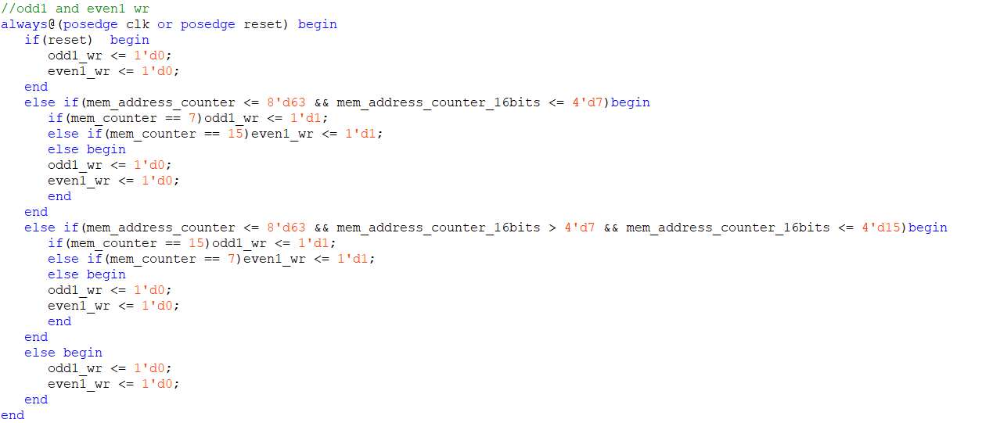 //odd1 and even1 wr
always@(posedge clk or posedge reset) begin
   if(reset)  begin
      odd1_wr <= 1'd0;
      even1_wr <= 1'd0;
   end
   else if(mem_address_counter <= 8'd63 && mem_address_counter_16bits <= 4'd7)begin
      if(mem_counter == 7)odd1_wr <= 1'd1;
      else if(mem_counter == 15)even1_wr <= 1'd1;
      else begin
      odd1_wr <= 1'd0;
      even1_wr <= 1'd0;
      end
   end
   else if(mem_address_counter <= 8'd63 && mem_address_counter_16bits > 4'd7 && mem_address_counter_16bits <= 4'd15)begin
      if(mem_counter == 15)odd1_wr <= 1'd1;
      else if(mem_counter == 7)even1_wr <= 1'd1;
      else begin
      odd1_wr <= 1'd0;
      even1_wr <= 1'd0;
      end
   end
   else begin
      odd1_wr <= 1'd0;
      even1_wr <= 1'd0;
   end
end